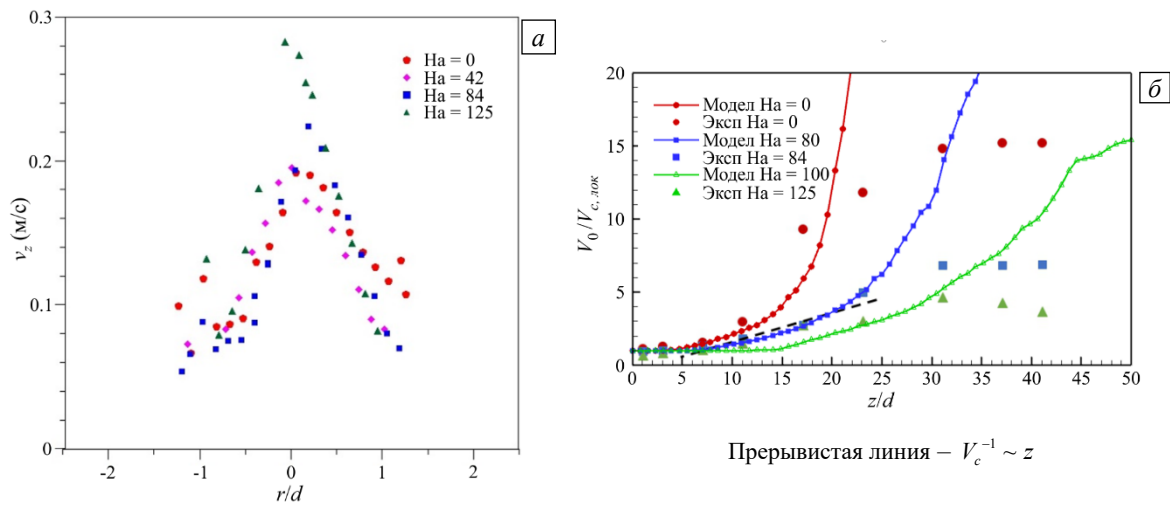 0.3
0.2
0.1
0
v_z (м/с)
-2
-1
0
1
2
r/d
а
Ha = 0
Ha = 42
Ha = 84
Ha = 125
20
15
10
5
0
V_0/V_{c,лок}
0
5
10
15
20
25
30
35
40
45
50
z/d
б
Модел Ha = 0
Эксп Ha = 0
Модел Ha = 80
Эксп Ha = 84
Модел Ha = 100
Эксп Ha = 125
Прерывистая линия – V_c^{-1} ~ z